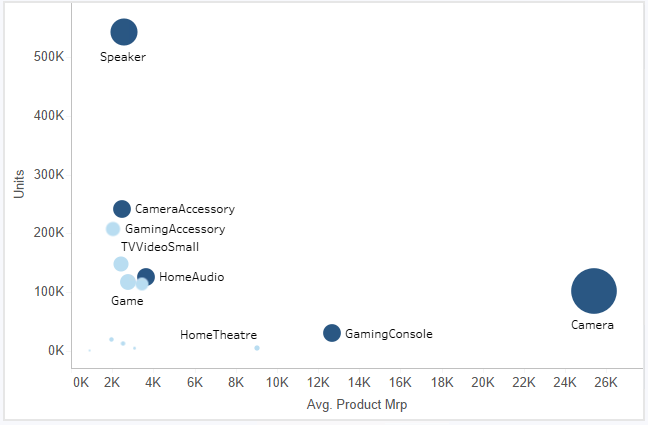 500K
Speaker
400K
300K
Units
CameraAccessory
200K
GamingAccessory
TVVideoSmall
HomeAudio
100K
Game
Camera
HomeTheatre
GamingConsole
0K
0K 2K 4K 6K 8K 10K 12K 14K 16K 18K 20K 22K 24K 26K
Avg. Product Mrp